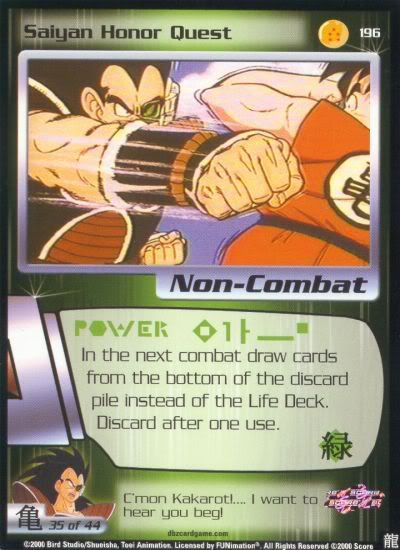 Saiyan Honor Quest
196
Non-Combat
POWER
In the next combat draw cards
from the bottom of the discard
pile instead of the Life Deck.
Discard after one use.
緑
C'mon Kakarot!.... I want to
hear you beg!
亀
35 of 44
dbzcardgame.com
©2000 Bird Studio/Shueisha, Toei Animation. Licensed by FUNimation®. All Rights Reserved ©2000 Score
龍